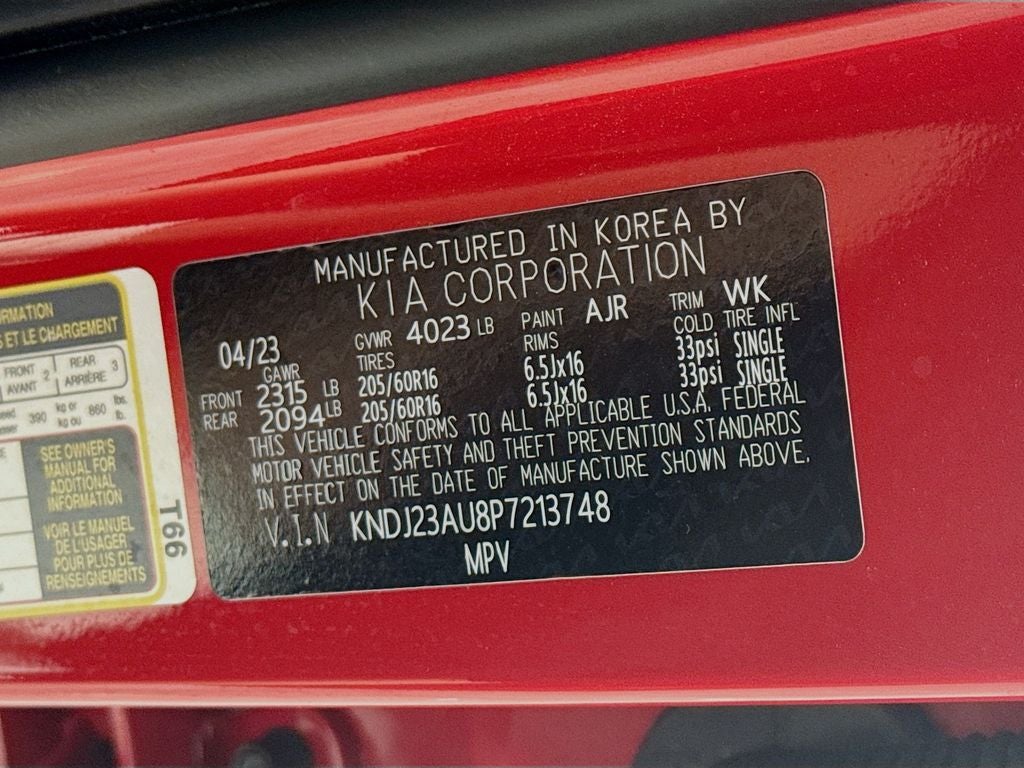 MANUFACTURED IN KOREA BY
KIA CORPORATION
04/23 GVWR 4023 LB PAINT AJR TRIM WK
GAWR TIRES RIMS COLD TIRE INFL
FRONT 2315 LB 205/60R16 6.5Jx16 33psi SINGLE
REAR 2094 LB 205/60R16 6.5Jx16 33psi SINGLE
THIS VEHICLE CONFORMS TO ALL APPLICABLE U.S.A. FEDERAL
MOTOR VEHICLE SAFETY AND THEFT PREVENTION STANDARDS
IN EFFECT ON THE DATE OF MANUFACTURE SHOWN ABOVE.
V.I.N KNDJ23AU8P7213748
MPV
ET LE CHARGEMENT
FRONT 2 REAR 3
AVANT ARRIÈRE
390 kg or 860 lbs.
kg ou lb.
SEE OWNER'S
MANUAL FOR
ADDITIONAL
INFORMATION
VOIR LE MANUEL
DE L'USAGER
POUR PLUS DE
RENSEIGNEMENTS
T66